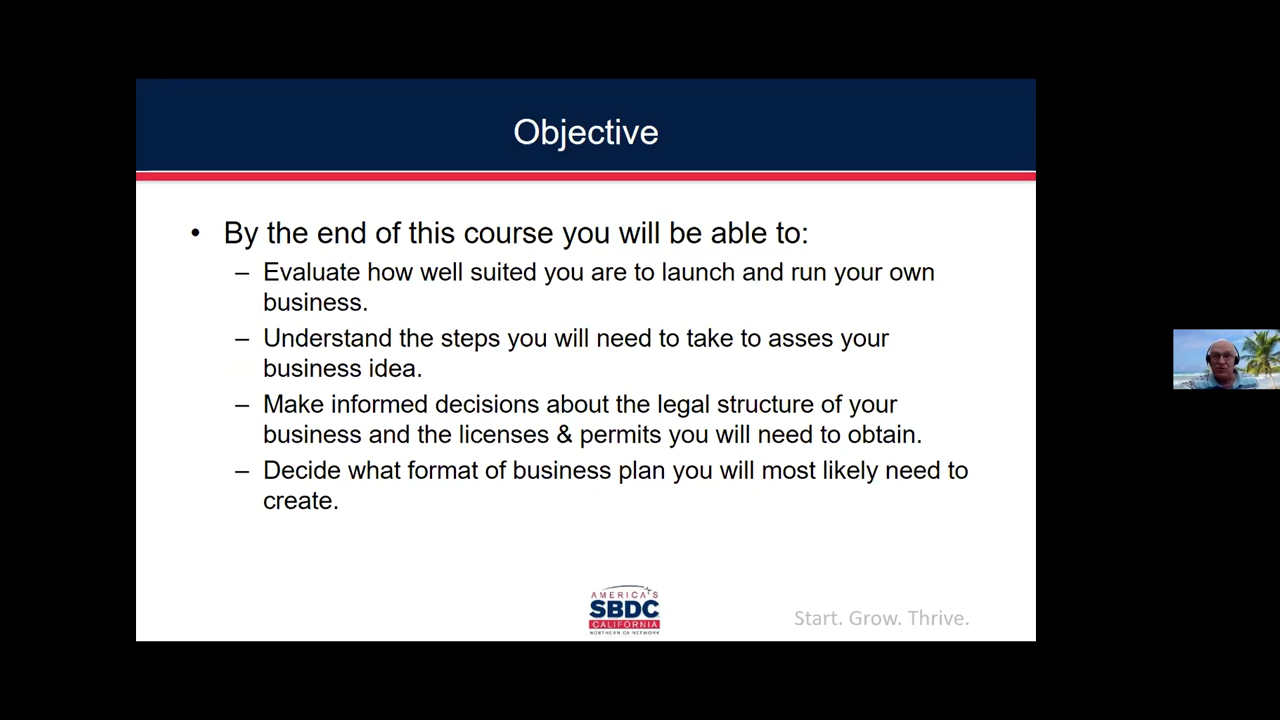 Objective
• By the end of this course you will be able to:
– Evaluate how well suited you are to launch and run your own
business.
– Understand the steps you will need to take to asses your
business idea.
– Make informed decisions about the legal structure of your
business and the licenses & permits you will need to obtain.
– Decide what format of business plan you will most likely need to
create.
AMERICA'S
SBDC
CALIFORNIA
NORTHERN CA NETWORK
Start. Grow. Thrive.